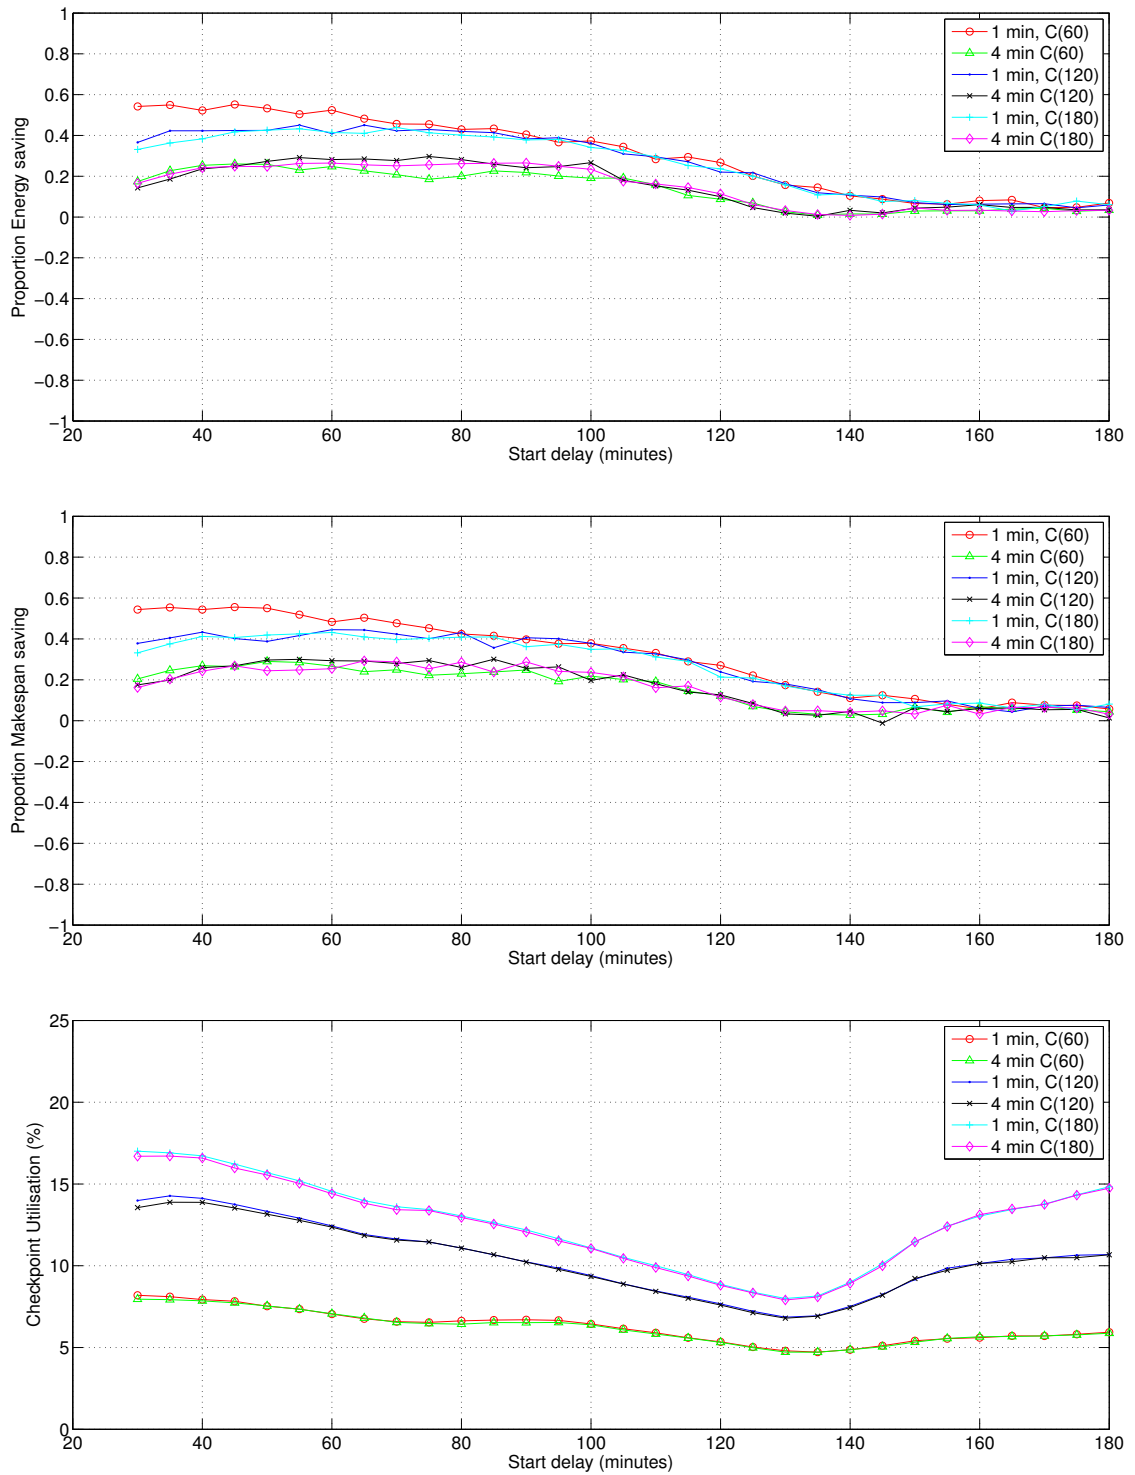 1
0.8
0.6
0.4
0.2
0
−0.2
−0.4
−0.6
−0.8
−1
Proportion Energy saving
1 min, C(60)
4 min C(60)
1 min, C(120)
4 min C(120)
1 min, C(180)
4 min C(180)
20 40 60 80 100 120 140 160 180
Start delay (minutes)
1
0.8
0.6
0.4
0.2
0
−0.2
−0.4
−0.6
−0.8
−1
Proportion Makespan saving
1 min, C(60)
4 min C(60)
1 min, C(120)
4 min C(120)
1 min, C(180)
4 min C(180)
20 40 60 80 100 120 140 160 180
Start delay (minutes)
25
20
15
10
5
0
Checkpoint Utilisation (%)
1 min, C(60)
4 min C(60)
1 min, C(120)
4 min C(120)
1 min, C(180)
4 min C(180)
20 40 60 80 100 120 140 160 180
Start delay (minutes)